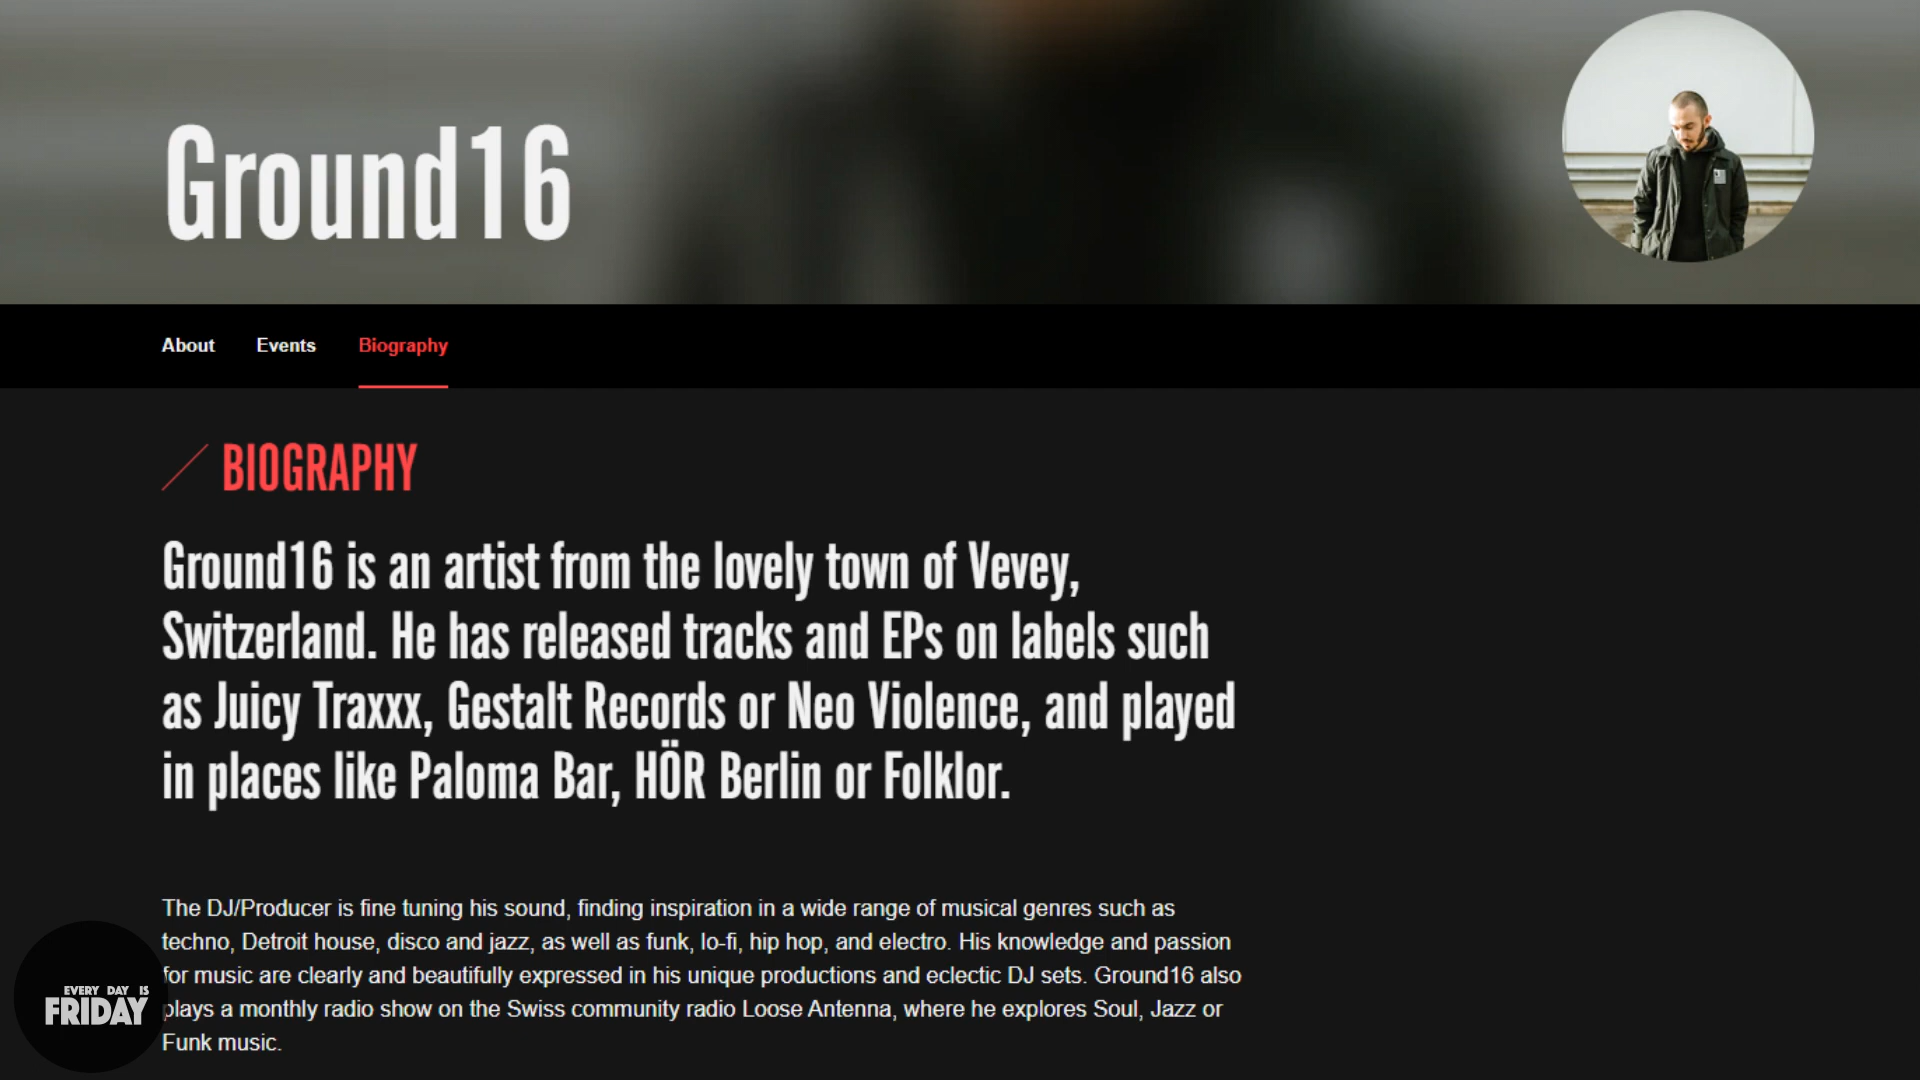 Ground16
About Events Biography
BIOGRAPHY
Ground16 is an artist from the lovely town of Vevey,
Switzerland. He has released tracks and EPs on labels such
as Juicy Traxxx, Gestalt Records or Neo Violence, and played
in places like Paloma Bar, HÖR Berlin or Folklor.
The DJ/Producer is fine tuning his sound, finding inspiration in a wide range of musical genres such as
techno, Detroit house, disco and jazz, as well as funk, lo-fi, hip hop, and electro. His knowledge and passion
for music are clearly and beautifully expressed in his unique productions and eclectic DJ sets. Ground16 also
plays a monthly radio show on the Swiss community radio Loose Antenna, where he explores Soul, Jazz or
Funk music.
EVERY DAY IS
FRIDAY